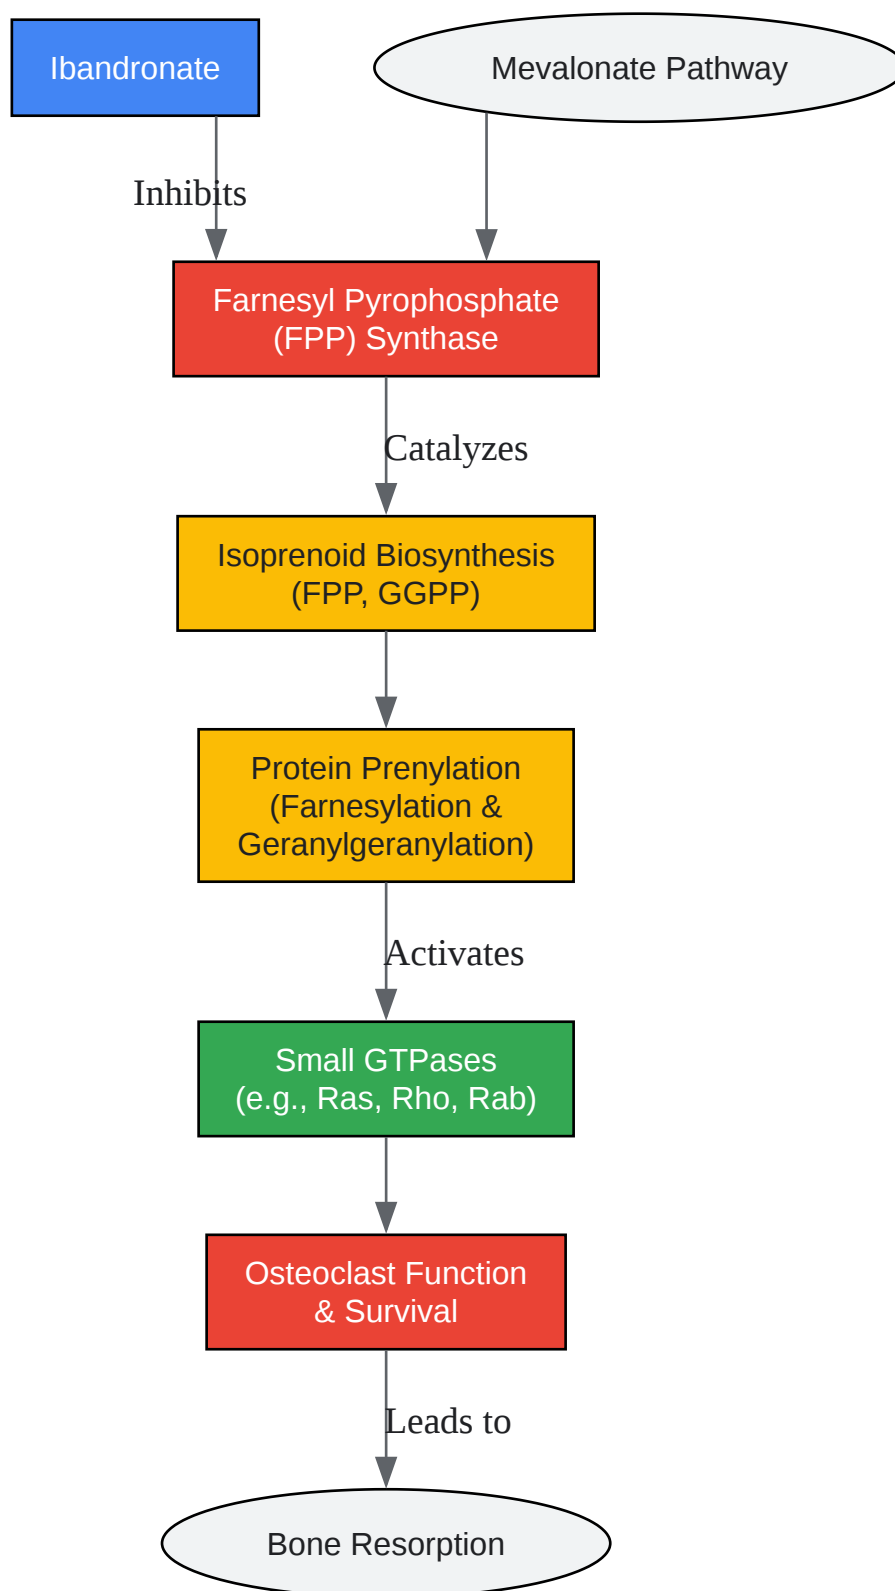 Ibandronate
Mevalonate Pathway
Inhibits
Farnesyl Pyrophosphate
(FPP) Synthase
Catalyzes
Isoprenoid Biosynthesis
(FPP, GGPP)
Protein Prenylation
(Farnesylation &
Geranylgeranylation)
Activates
Small GTPases
(e.g., Ras, Rho, Rab)
Osteoclast Function
& Survival
Leads to
Bone Resorption